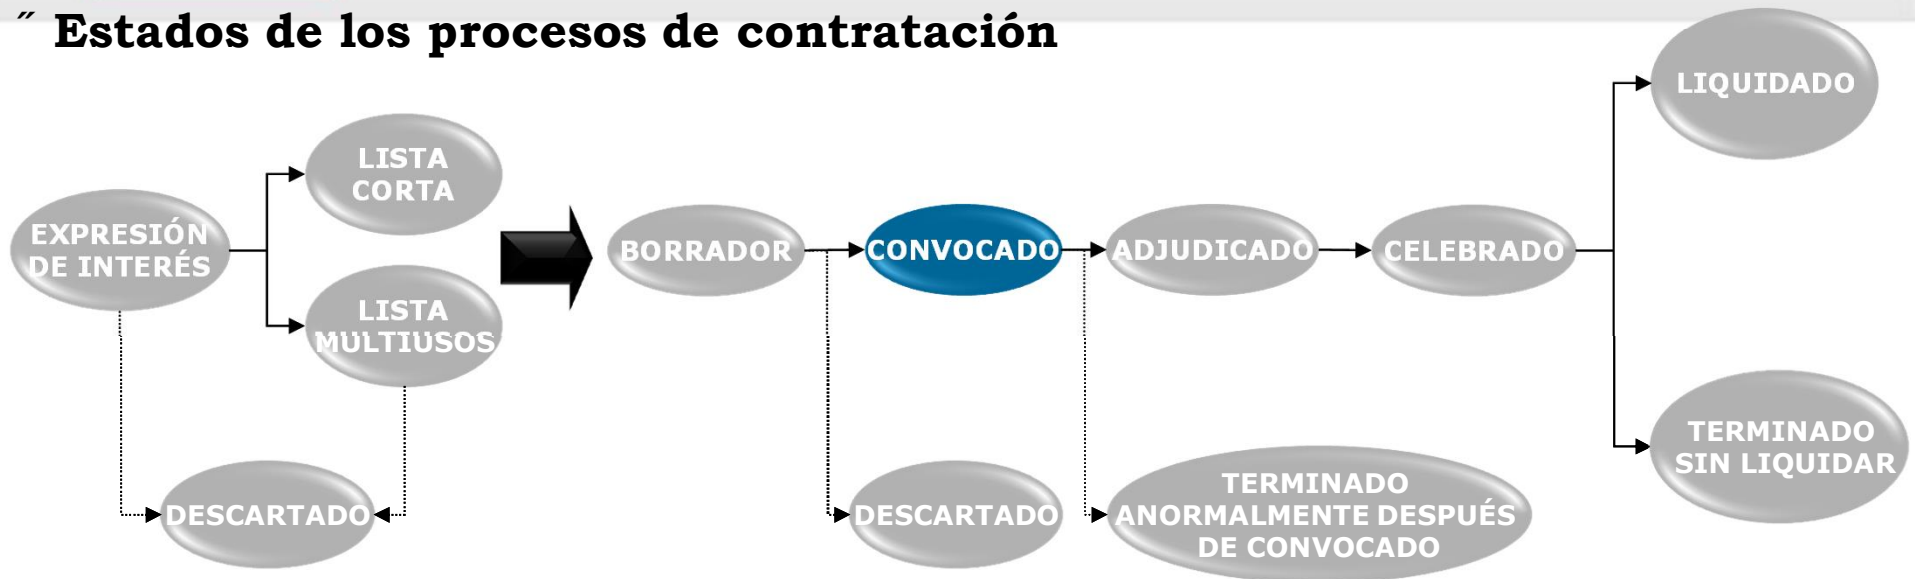 ˝ Estados de los procesos de contratación
LIQUIDADO
LISTA
CORTA
EXPRESIÓN
DE INTERÉS
BORRADOR
CONVOCADO
ADJUDICADO
CELEBRADO
LISTA
MULTIUSOS
TERMINADO
SIN LIQUIDAR
DESCARTADO
DESCARTADO
TERMINADO
ANORMALMENTE DESPUÉS
DE CONVOCADO